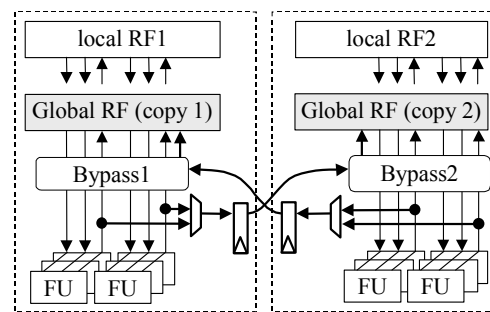 local RF1
local RF2
Global RF (copy 1)
Global RF (copy 2)
Bypass1
Bypass2
FU
FU
FU
FU